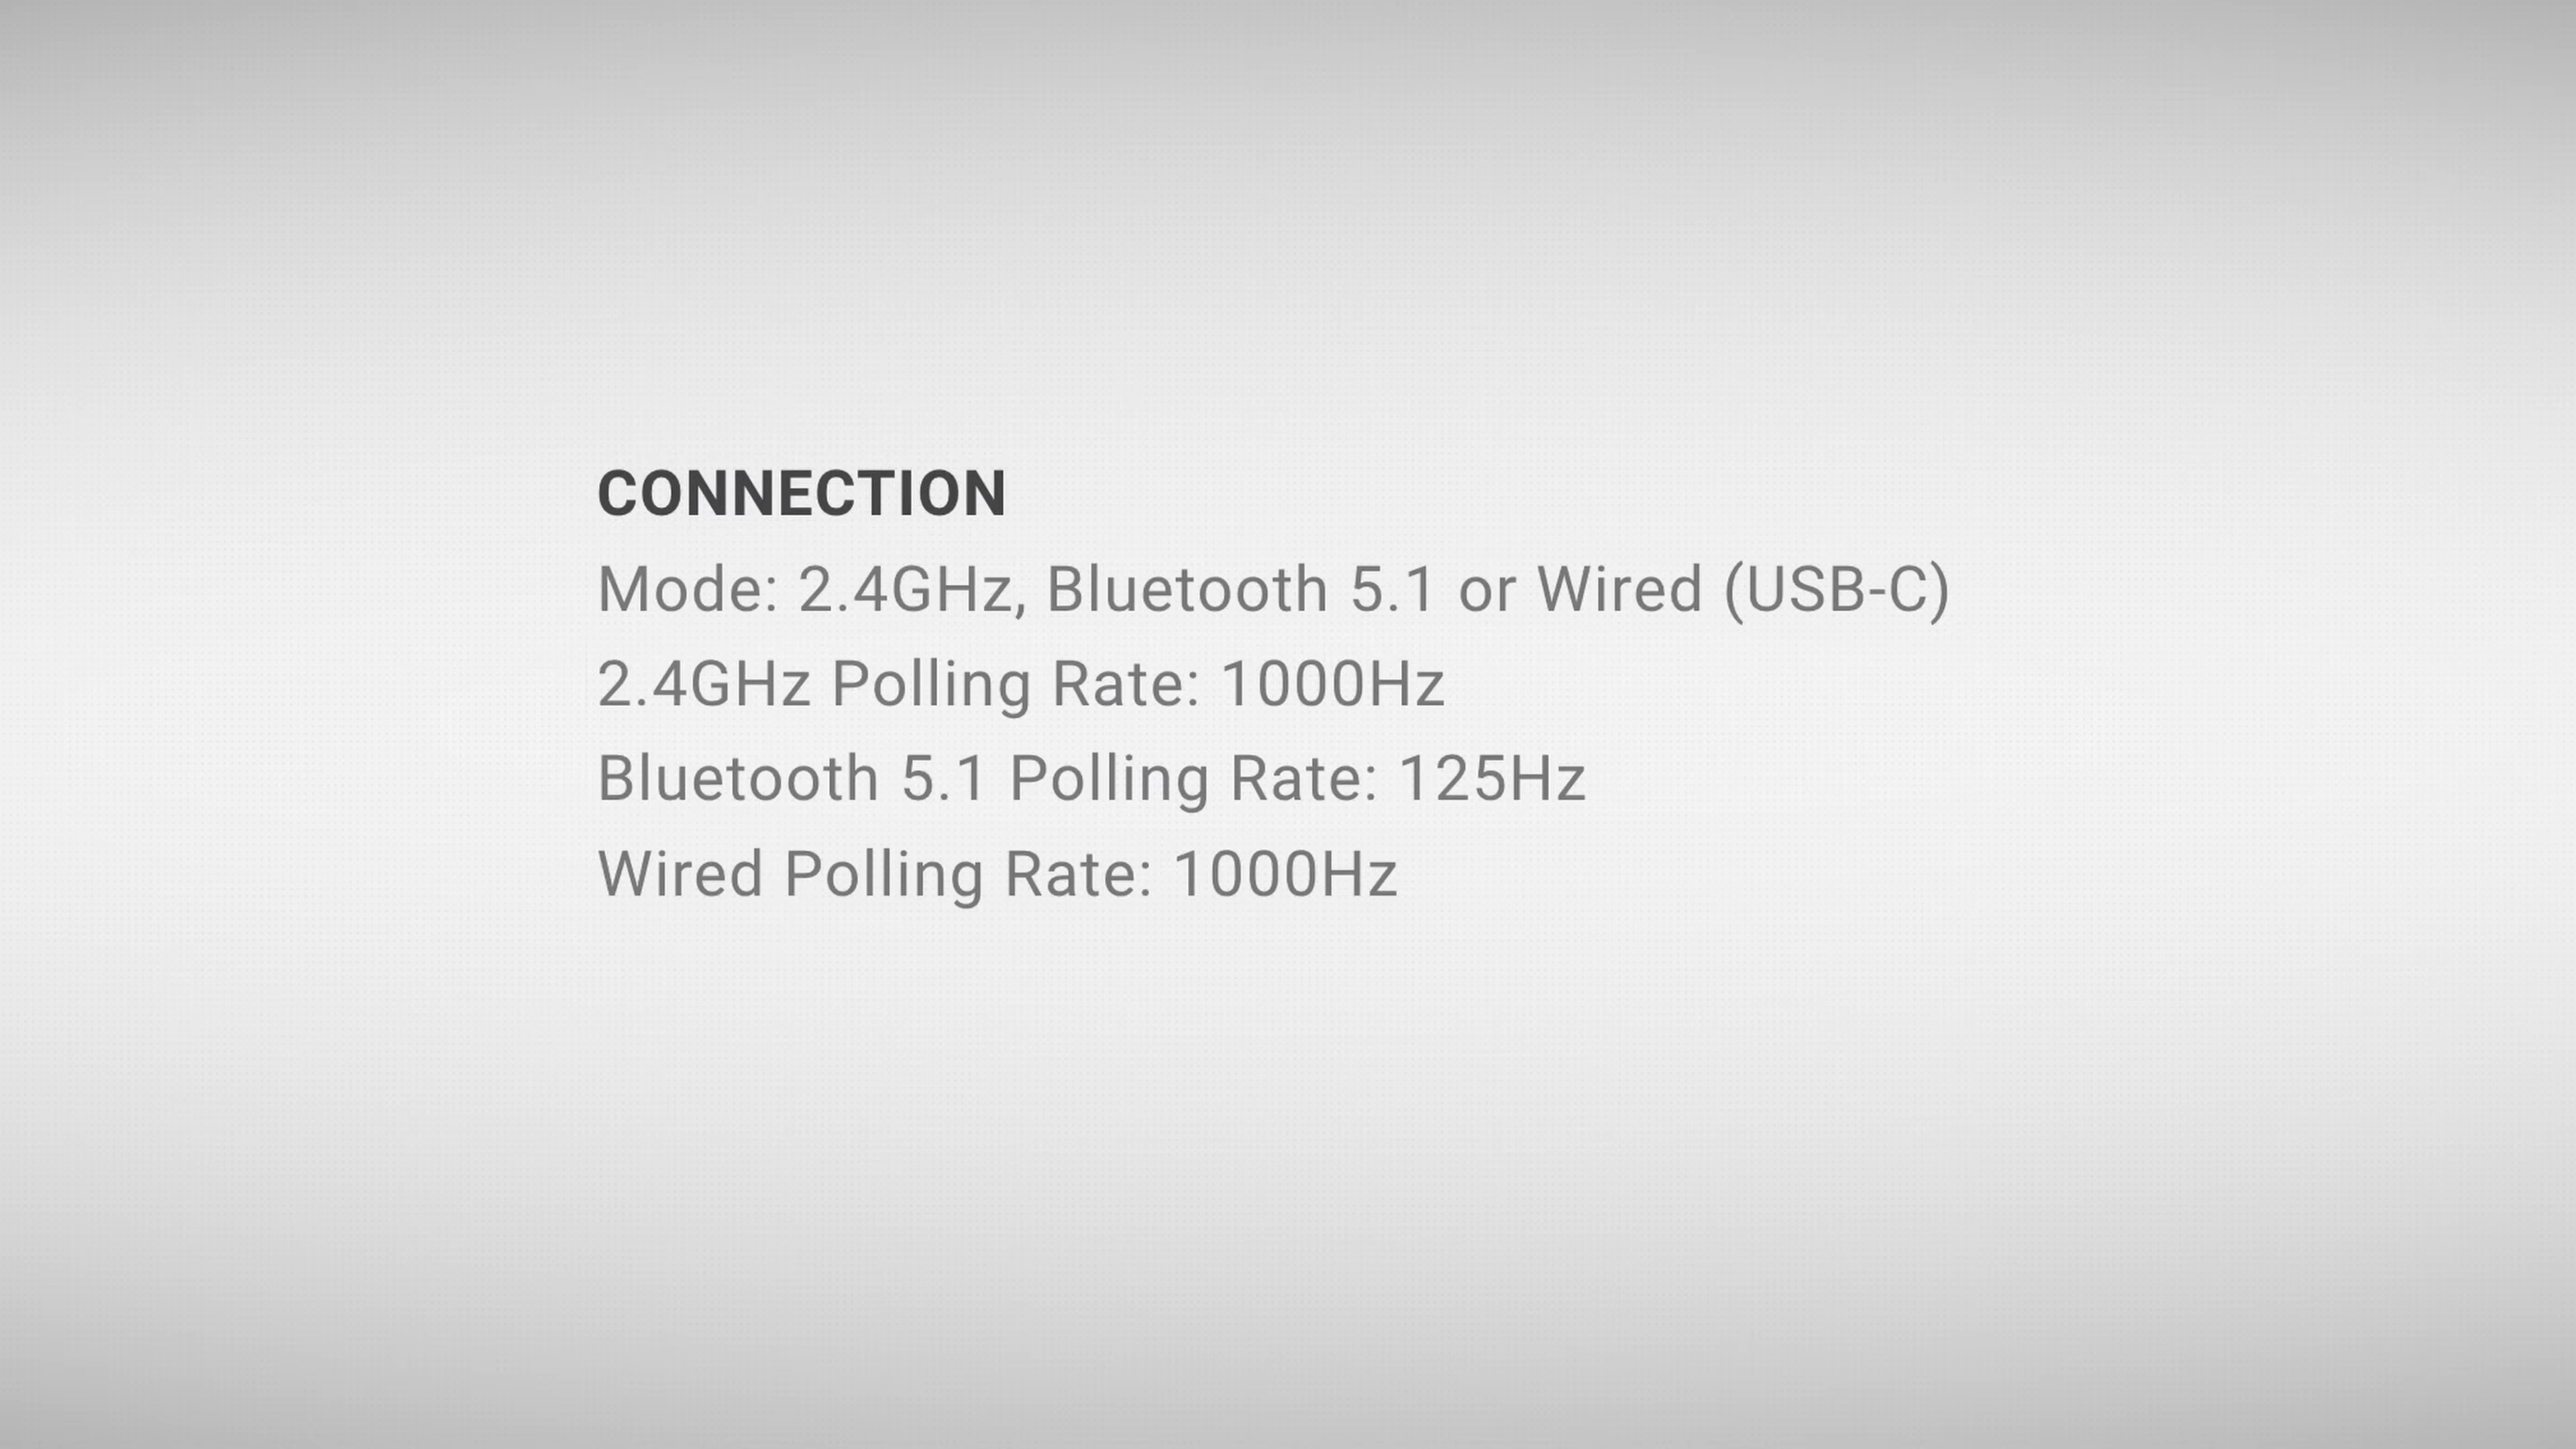 CONNECTION
Mode: 2.4GHz, Bluetooth 5.1 or Wired (USB-C)
2.4GHz Polling Rate: 1000Hz
Bluetooth 5.1 Polling Rate: 125Hz
Wired Polling Rate: 1000Hz